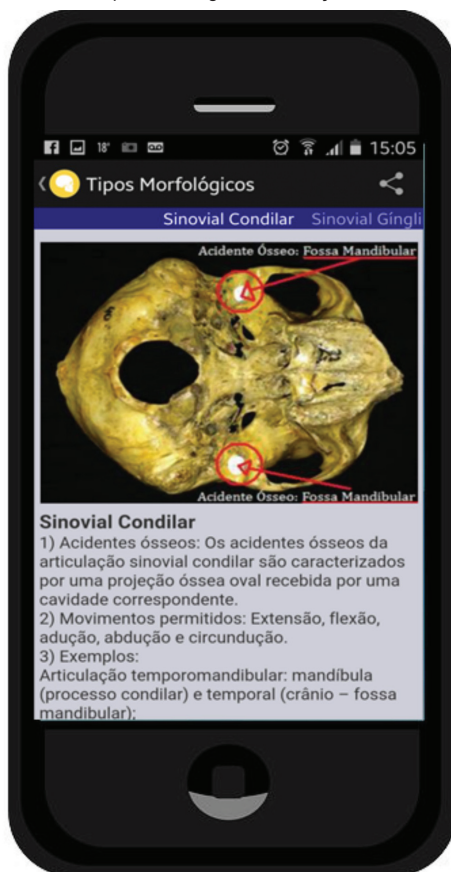 18°
15:05
Tipos Morfológicos
Sinovial Condilar Sinovial Gíngli
Acidente Ósseo: Fossa Mandibular
Acidente Ósseo: Fossa Mandibular
Sinovial Condilar
1) Acidentes ósseos: Os acidentes ósseos da
articulação sinovial condilar são caracterizados
por uma projeção óssea oval recebida por uma
cavidade correspondente.
2) Movimentos permitidos: Extensão, flexão,
adução, abdução e circundução.
3) Exemplos:
Articulação temporomandibular: mandíbula
(processo condilar) e temporal (crânio – fossa
mandibular);